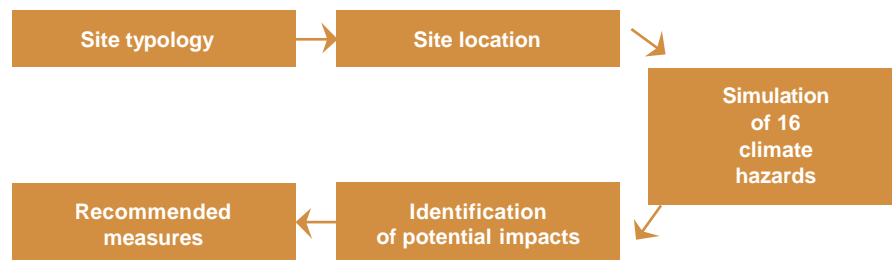 Site typology
Site location
Simulation
of 16
climate
hazards
Identification
of potential impacts
Recommended
measures